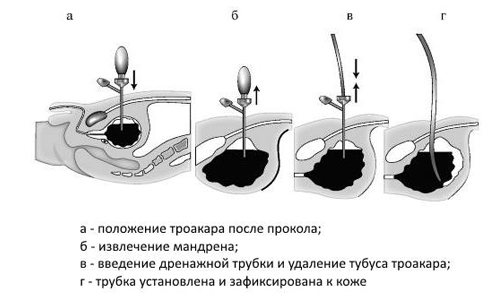 а б в г
а - положение троакара после прокола;
б - извлечение мандрена;
в - введение дренажной трубки и удаление тубуса троакара;
г - трубка установлена и зафиксирована к коже